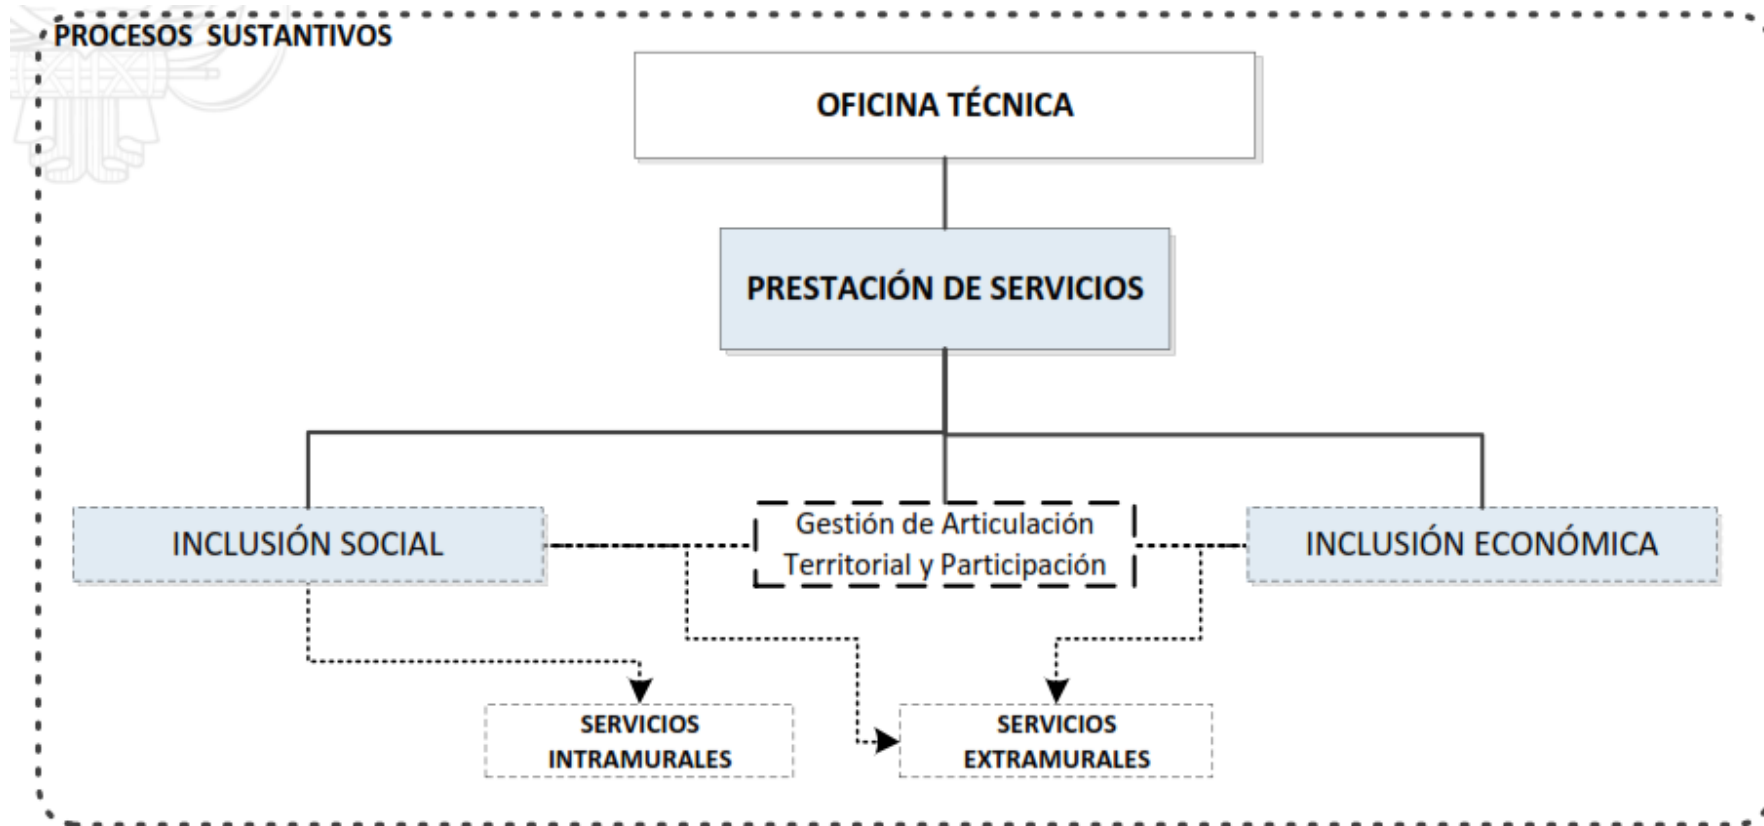 PROCESOS SUSTANTIVOS
OFICINA TÉCNICA
PRESTACIÓN DE SERVICIOS
INCLUSIÓN SOCIAL
Gestión de Articulación
Territorial y Participación
INCLUSIÓN ECONÓMICA
SERVICIOS
INTRAMURALES
SERVICIOS
EXTRAMURALES